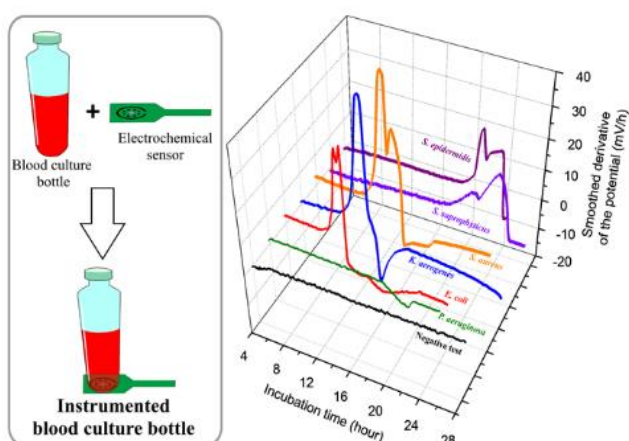 Blood culture
bottle
+
Electrochemical
sensor
Instrumented
blood culture bottle
40
30
20
10
0
-10
-20
Smoothed derivative
of the potential (mV/h)
S. epidermidis
S. saprophyticus
S. aureus
K. aerogenes
E. coli
P. aeruginosa
Negative test
4
8
12
16
20
24
28
Incubation time (hour)